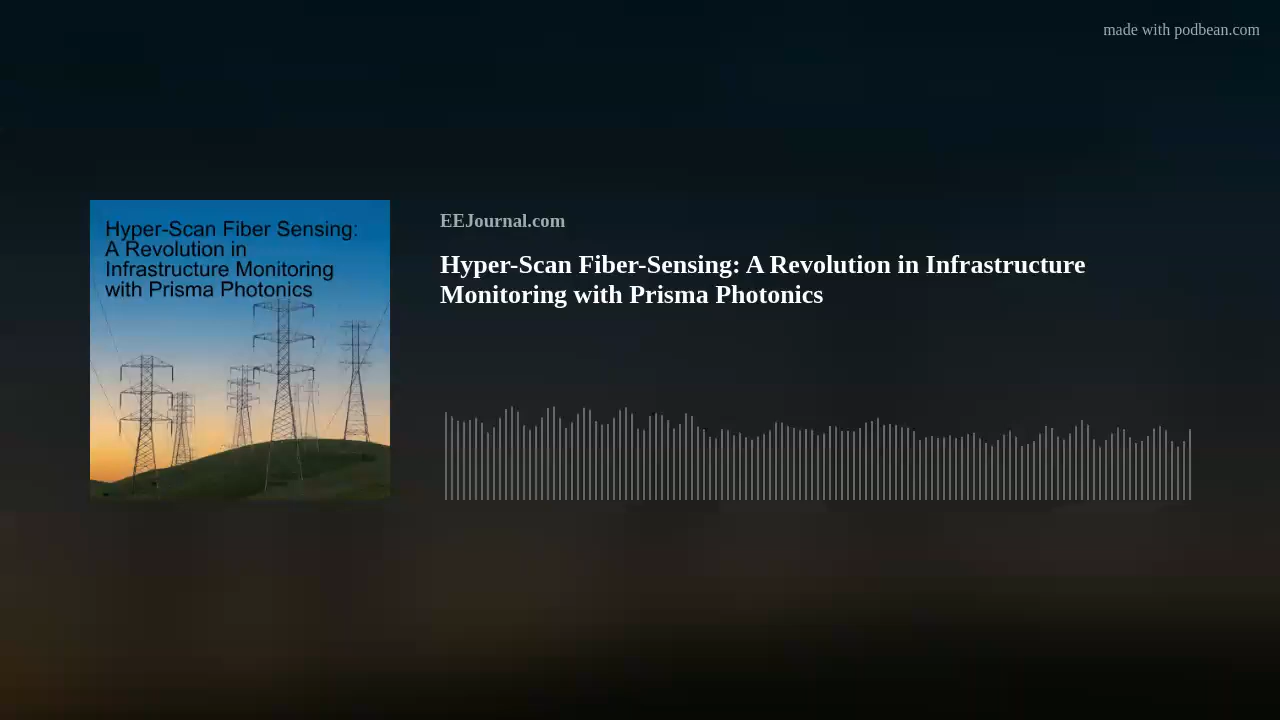 made with podbean.com
Hyper-Scan Fiber Sensing:
A Revolution in
Infrastructure Monitoring
with Prisma Photonics
EEJournal.com
Hyper-Scan Fiber-Sensing: A Revolution in Infrastructure
Monitoring with Prisma Photonics